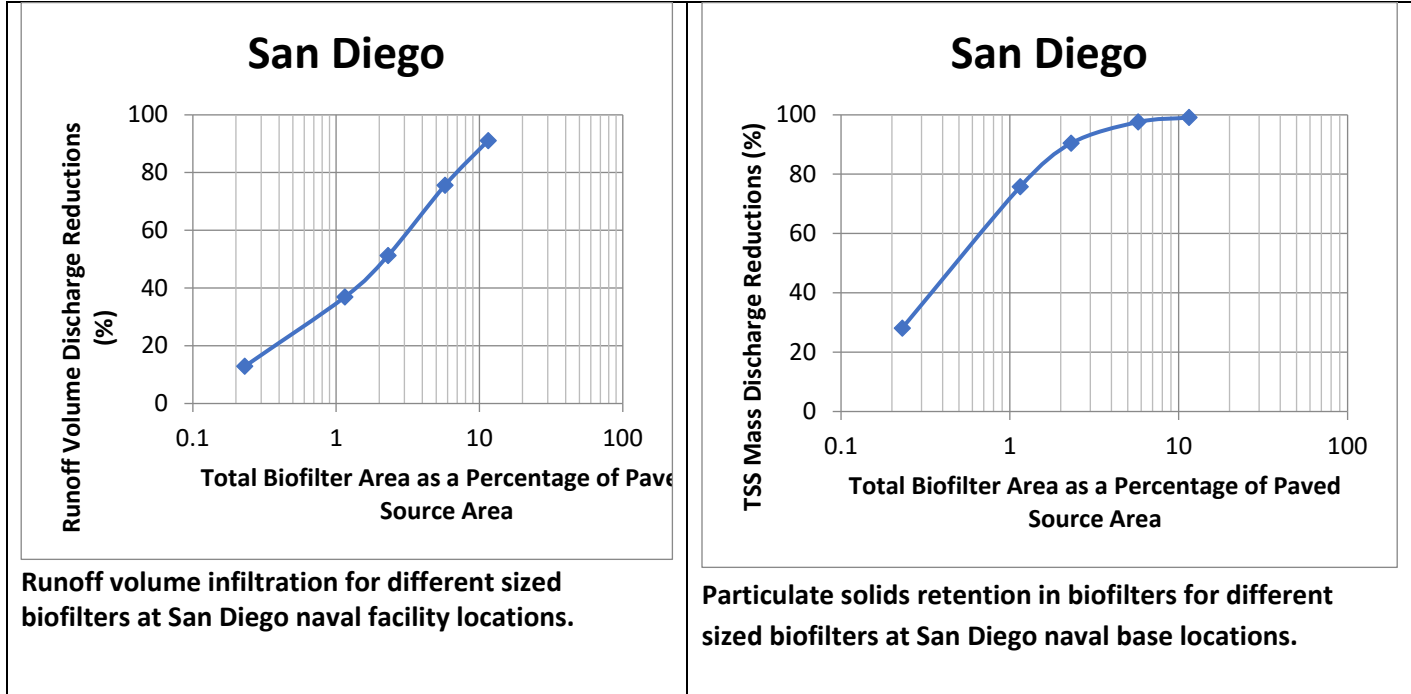 San Diego
Runoff Volume Discharge Reductions
(%)
100
80
60
40
20
0
0.1 1 10 100
Total Biofilter Area as a Percentage of Pave
Source Area
Runoff volume infiltration for different sized
biofilters at San Diego naval facility locations.
San Diego
TSS Mass Discharge Reductions (%)
100
80
60
40
20
0
0.1 1 10 100
Total Biofilter Area as a Percentage of Paved
Source Area
Particulate solids retention in biofilters for different
sized biofilters at San Diego naval base locations.